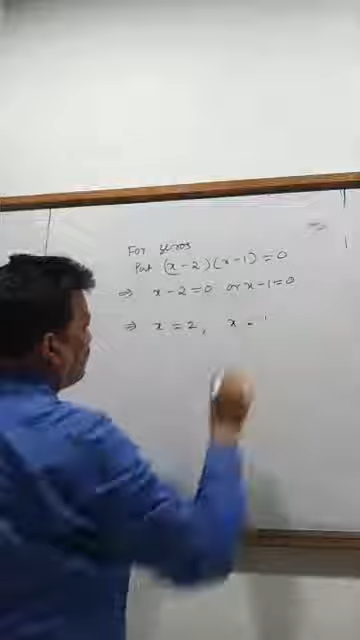 For zeros
Put (x-2)(x-1)=0
⇒ x-2=0 or x-1=0
⇒ x=2, x=